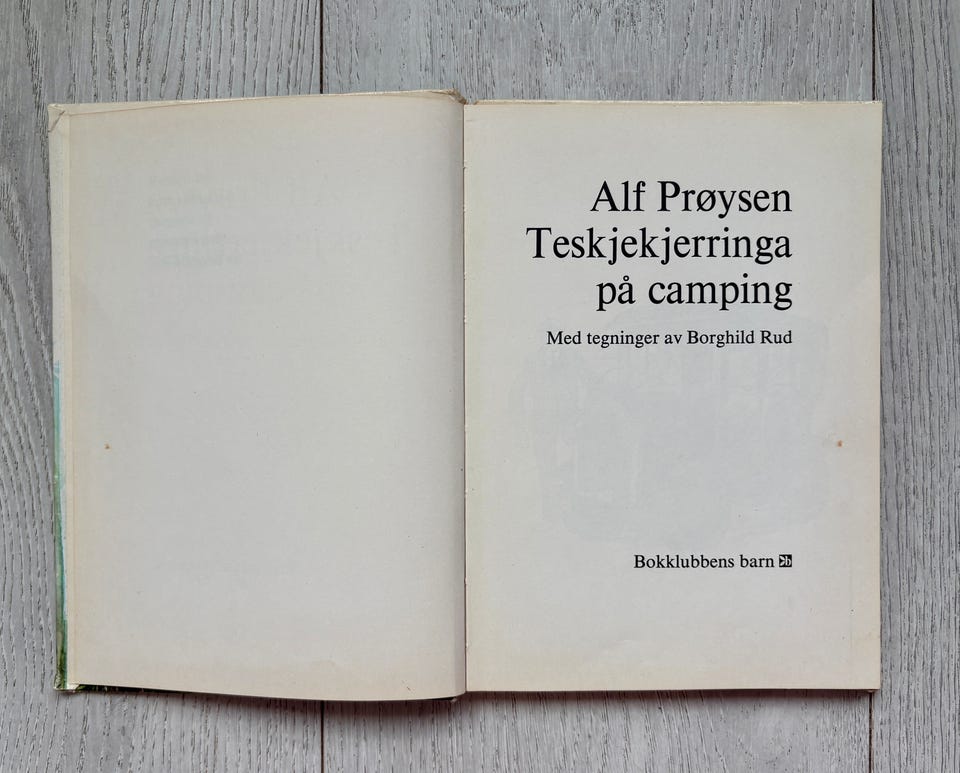 Alf Prøysen
Teskjekjerringa
på camping
Med tegninger av Borghild Rud
Bokklubbens barn